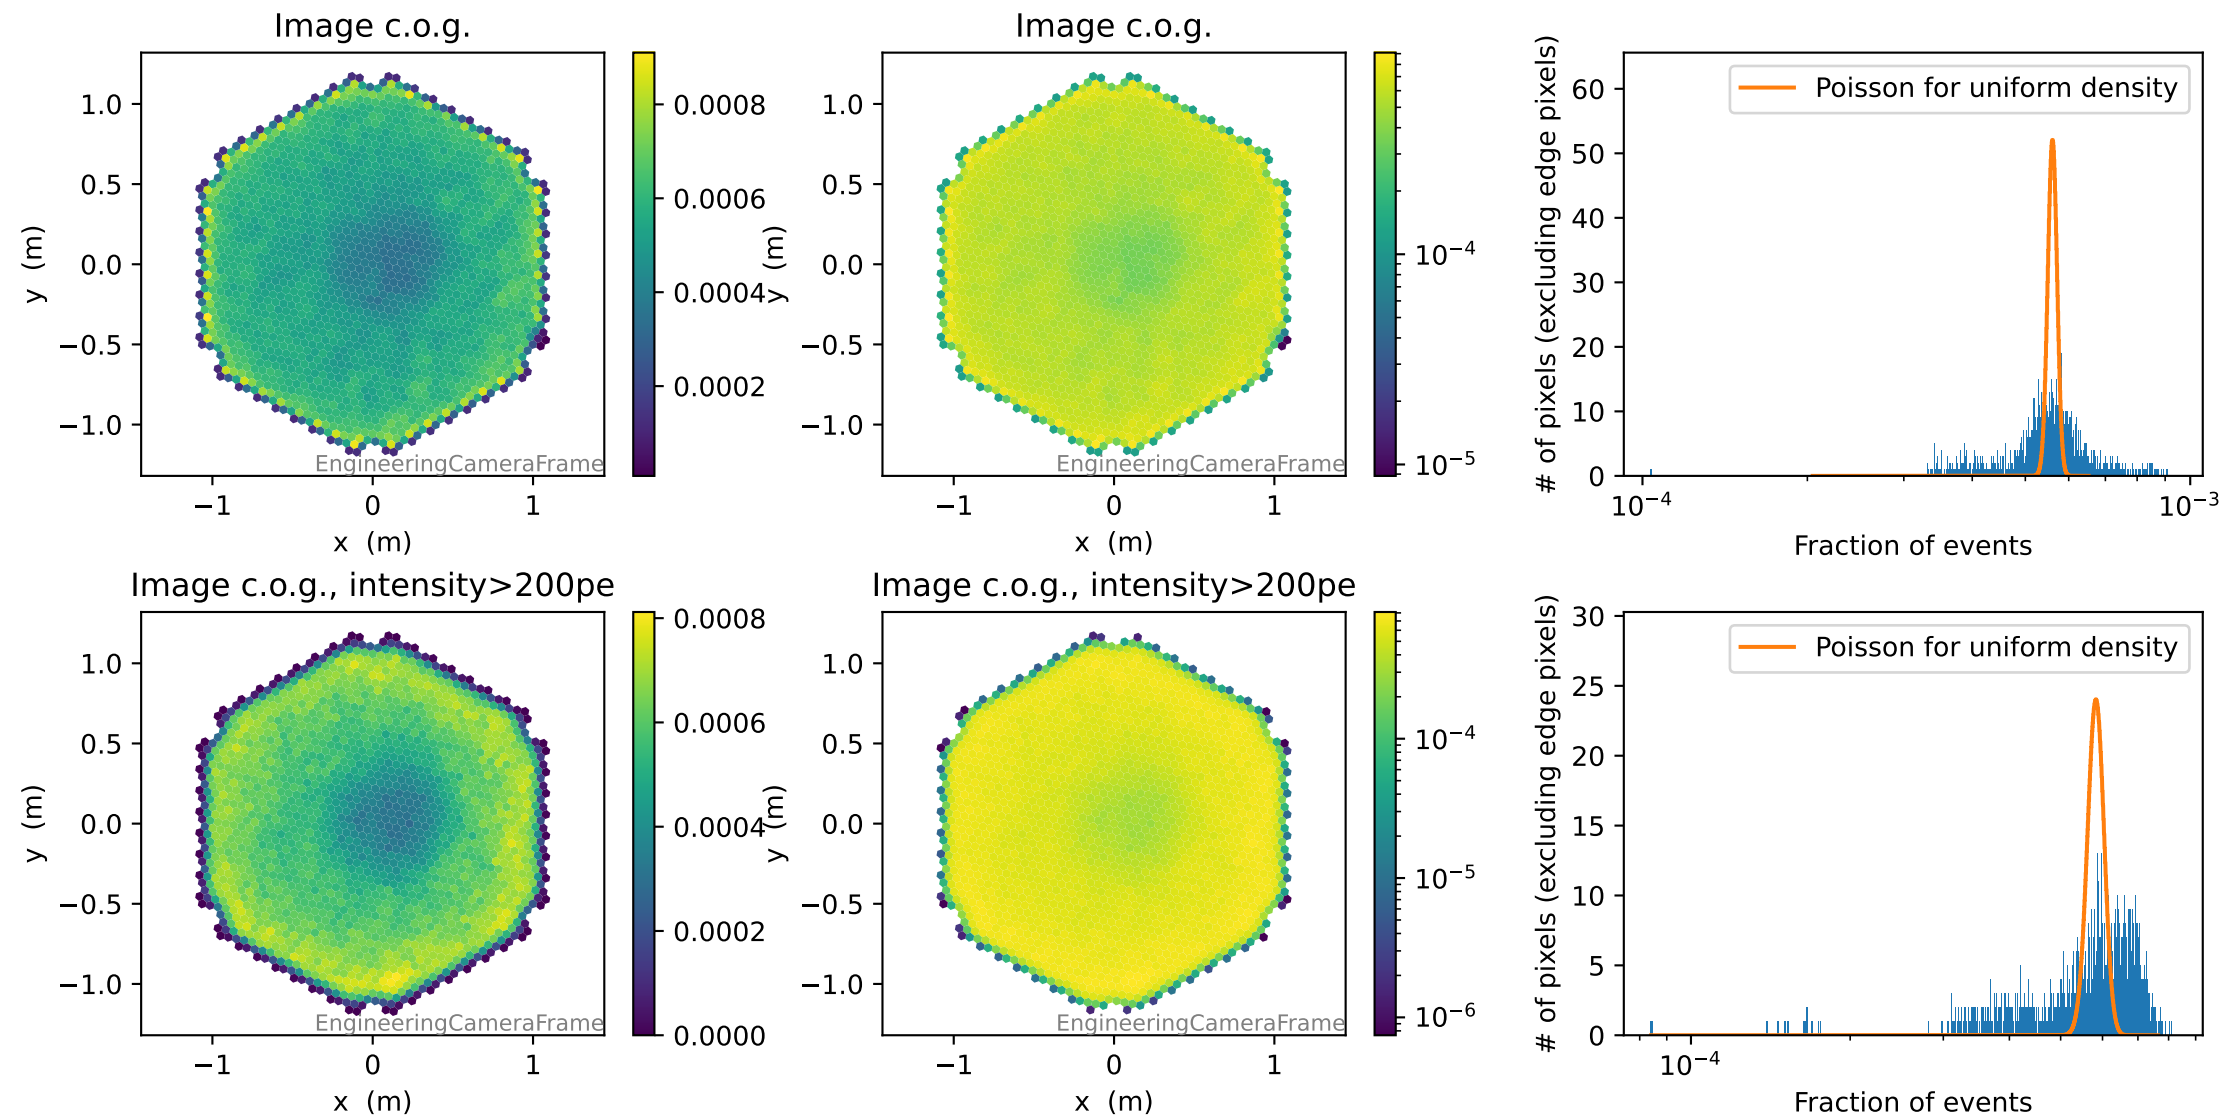 Image c.o.g.
1.0
0.5
0.0
−0.5
−1.0
y (m)
−1 0 1
x (m)
EngineeringCameraFrame
0.0008
0.0006
0.0004
0.0002
Image c.o.g.
1.0
0.5
0.0
−0.5
−1.0
y (m)
−1 0 1
x (m)
EngineeringCameraFrame
10⁻⁴
10⁻⁵
# of pixels (excluding edge pixels)
60
50
40
30
20
10
0
Poisson for uniform density
10⁻⁴ 10⁻³
Fraction of events
Image c.o.g., intensity>200pe
1.0
0.5
0.0
−0.5
−1.0
y (m)
−1 0 1
x (m)
EngineeringCameraFrame
0.0008
0.0006
0.0004
0.0002
0.0000
Image c.o.g., intensity>200pe
1.0
0.5
0.0
−0.5
−1.0
y (m)
−1 0 1
x (m)
EngineeringCameraFrame
10⁻⁴
10⁻⁵
10⁻⁶
# of pixels (excluding edge pixels)
30
25
20
15
10
5
0
Poisson for uniform density
10⁻⁴
Fraction of events